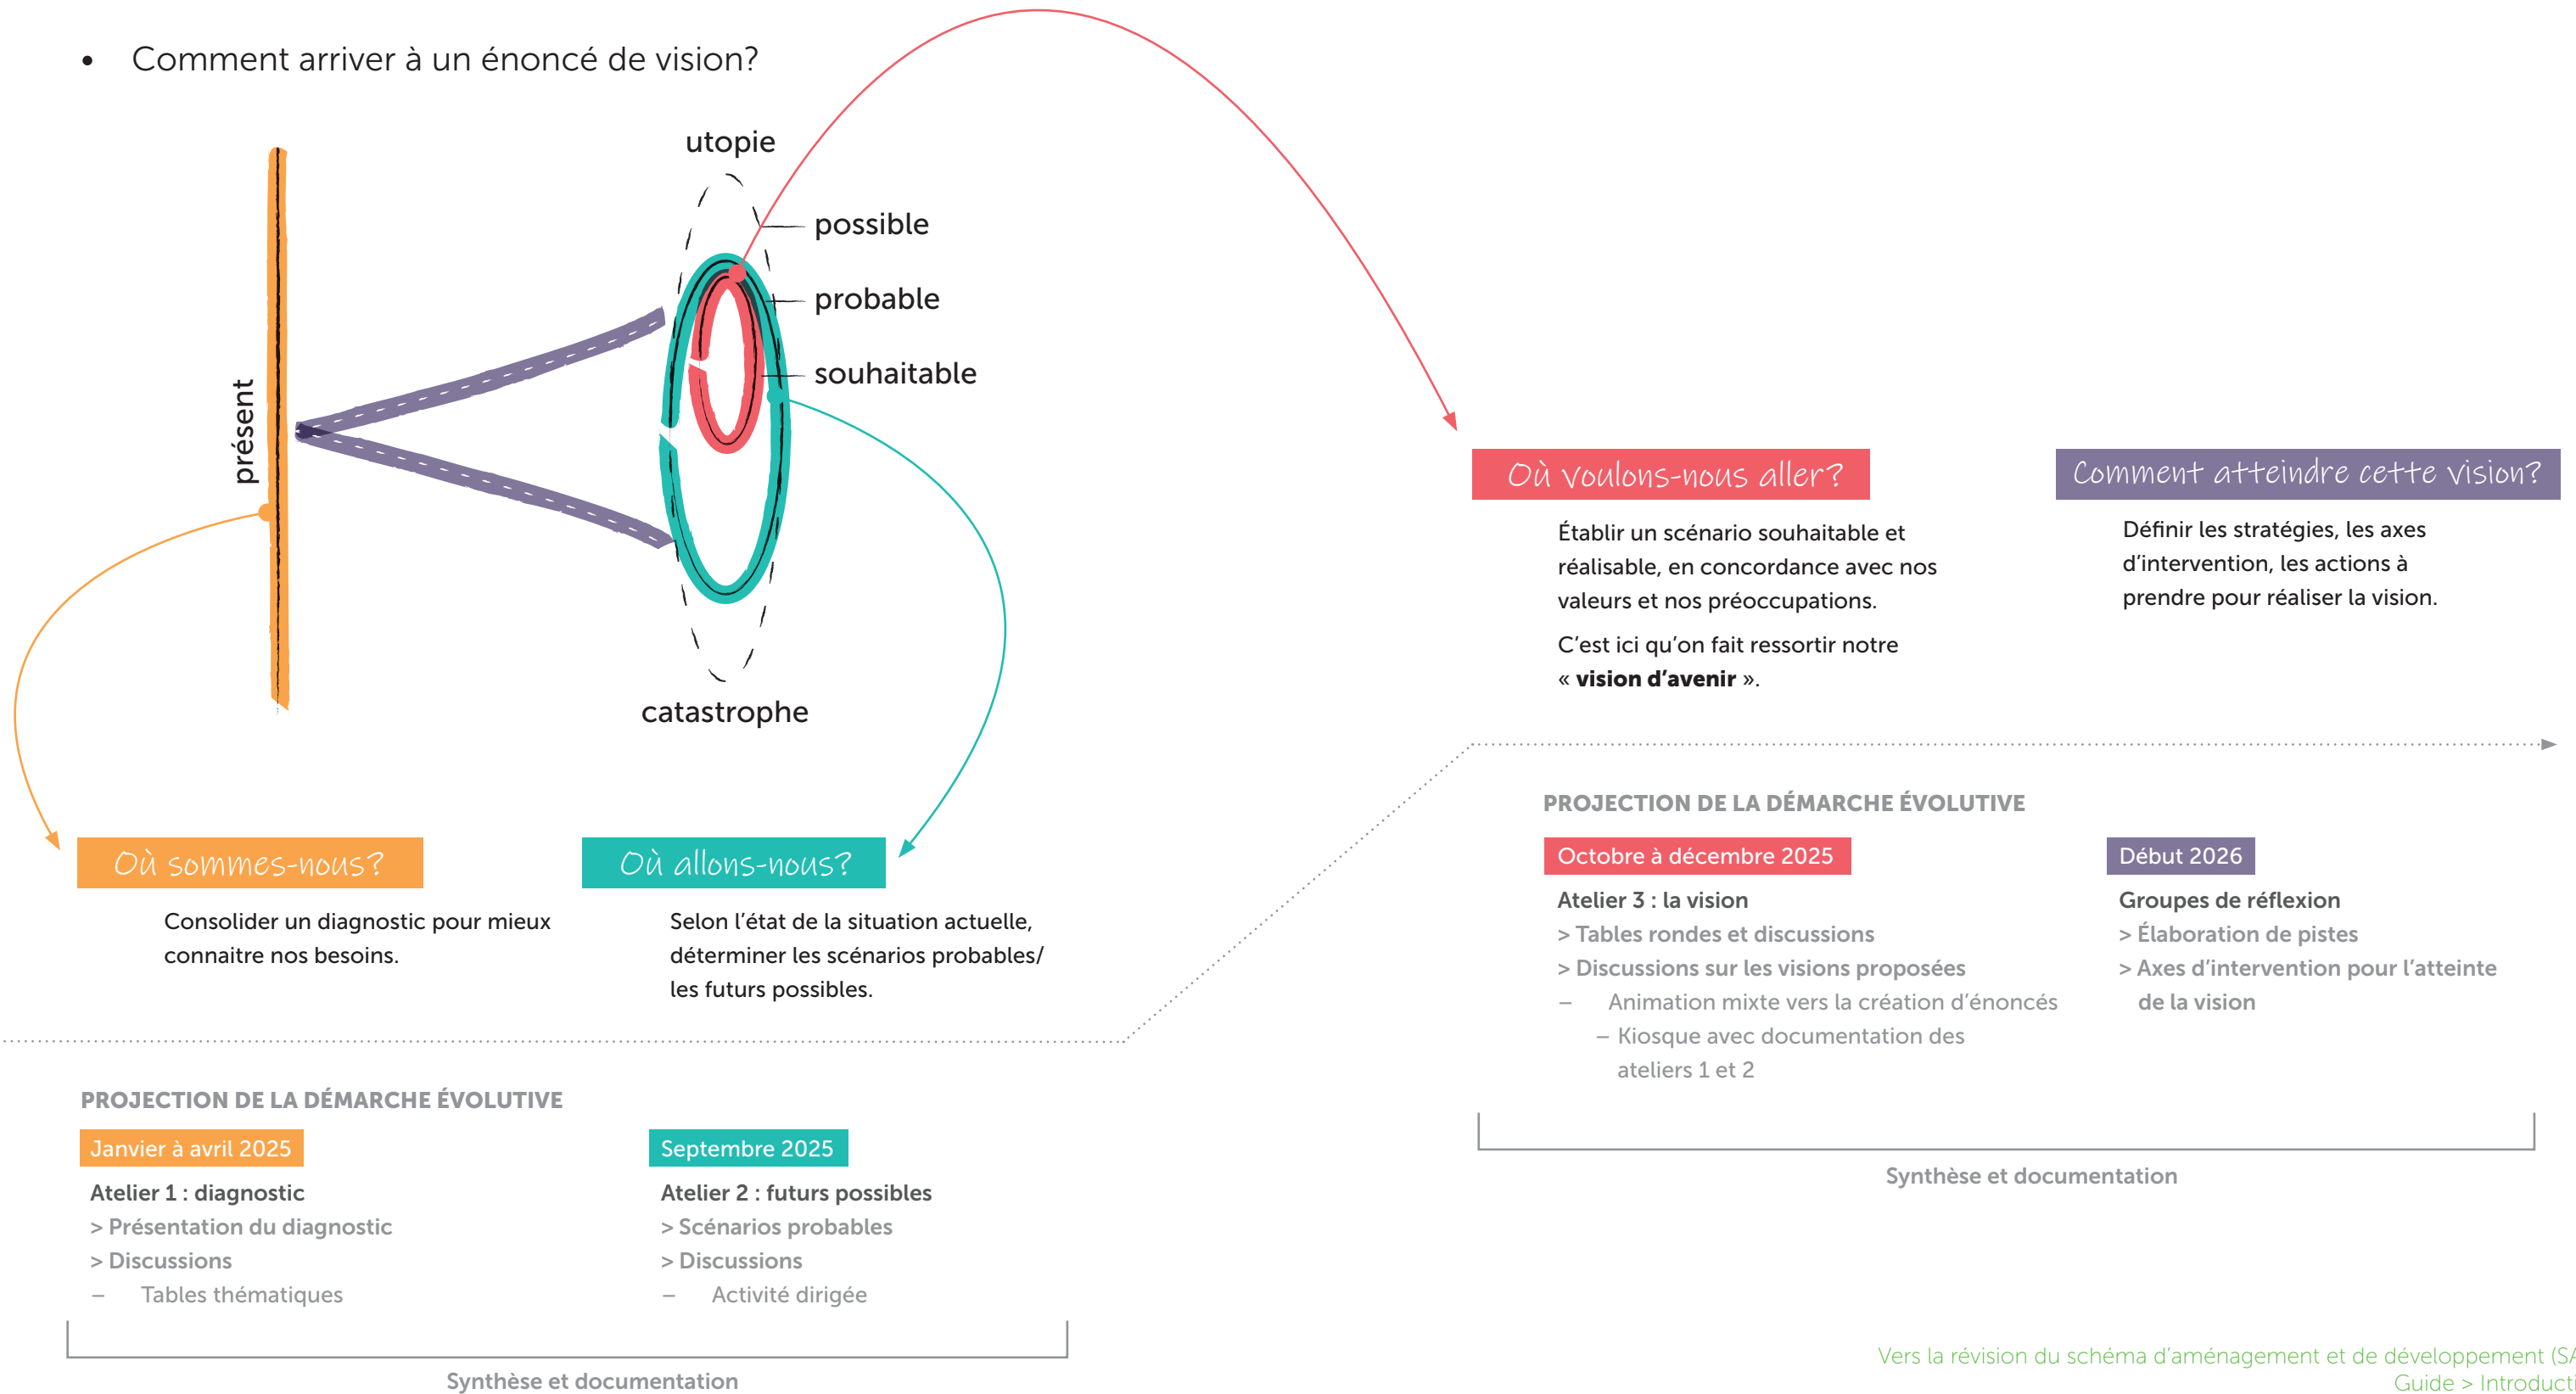 • Comment arriver à un énoncé de vision?
utopie
possible
probable
souhaitable
présent
catastrophe
Où sommes-nous?
Consolider un diagnostic pour mieux
connaitre nos besoins.
Où allons-nous?
Selon l'état de la situation actuelle,
déterminer les scénarios probables/
les futurs possibles.
Où voulons-nous aller?
Établir un scénario souhaitable et
réalisable, en concordance avec nos
valeurs et nos préoccupations.
C'est ici qu'on fait ressortir notre
« vision d'avenir ».
Comment atteindre cette vision?
Définir les stratégies, les axes
d'intervention, les actions à
prendre pour réaliser la vision.
PROJECTION DE LA DÉMARCHE ÉVOLUTIVE
Janvier à avril 2025
Atelier 1 : diagnostic
> Présentation du diagnostic
> Discussions
– Tables thématiques
Septembre 2025
Atelier 2 : futurs possibles
> Scénarios probables
> Discussions
– Activité dirigée
Synthèse et documentation
PROJECTION DE LA DÉMARCHE ÉVOLUTIVE
Octobre à décembre 2025
Atelier 3 : la vision
> Tables rondes et discussions
> Discussions sur les visions proposées
– Animation mixte vers la création d'énoncés
– Kiosque avec documentation des
ateliers 1 et 2
Début 2026
Groupes de réflexion
> Élaboration de pistes
> Axes d'intervention pour l'atteinte
de la vision
Synthèse et documentation
Vers la révision du schéma d'aménagement et de développement
Guide >